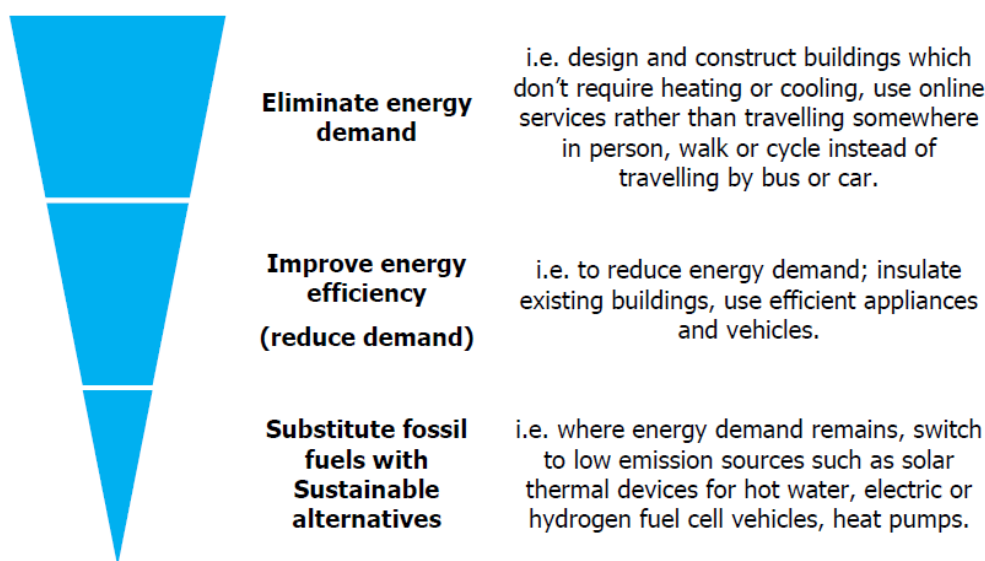 Eliminate energy
demand
i.e. design and construct buildings which
don’t require heating or cooling, use online
services rather than travelling somewhere
in person, walk or cycle instead of
travelling by bus or car.
Improve energy
efficiency
(reduce demand)
i.e. to reduce energy demand; insulate
existing buildings, use efficient appliances
and vehicles.
Substitute fossil
fuels with
Sustainable
alternatives
i.e. where energy demand remains, switch
to low emission sources such as solar
thermal devices for hot water, electric or
hydrogen fuel cell vehicles, heat pumps.